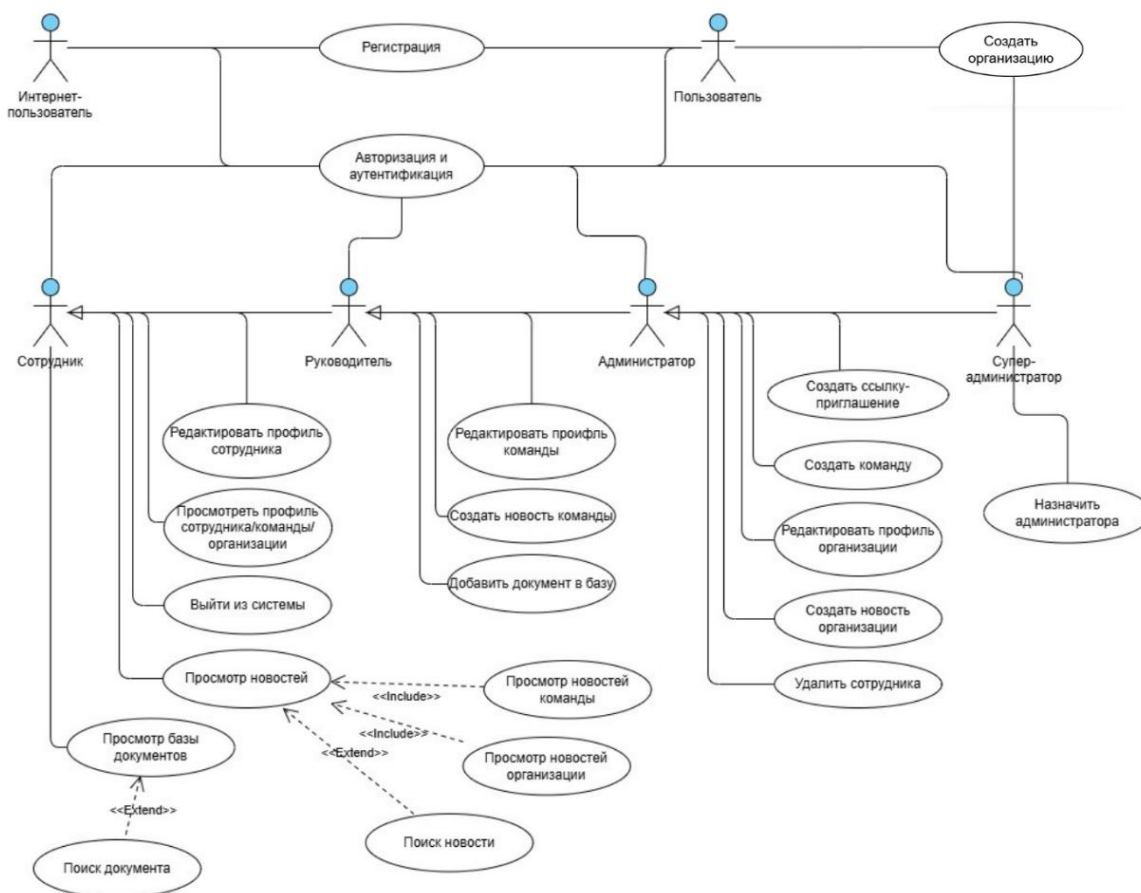 Регистрация
Создать
организацию
Интернет-
пользователь
Пользователь
Авторизация и
аутентификация
Сотрудник
Руководитель
Администратор
Супер-
администратор
Создать ссылку-
приглашение
Редактировать профиль
сотрудника
Редактировать проифль
команды
Создать команду
Просмотреть профиль
сотрудника/команды/
организации
Создать новость команды
Назначить
администратора
Редактировать профиль
организации
Добавить документ в базу
Выйти из системы
Создать новость
организации
Просмотр новостей
<<Include>>
Просмотр новостей
команды
Удалить сотрудника
<<Include>>
<<Extend>>
Просмотр базы
документов
Просмотр новостей
организации
<<Extend>>
Поиск новости
Поиск документа